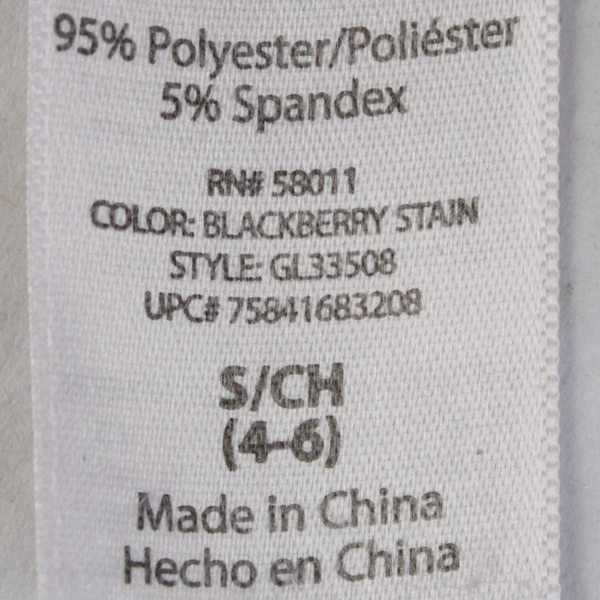 95% Polyester/Poliéster
5% Spandex
RN# 58011
COLOR: BLACKBERRY STAIN
STYLE: GL33508
UPC# 75841683208
S/CH
(4-6)
Made in China
Hecho en China